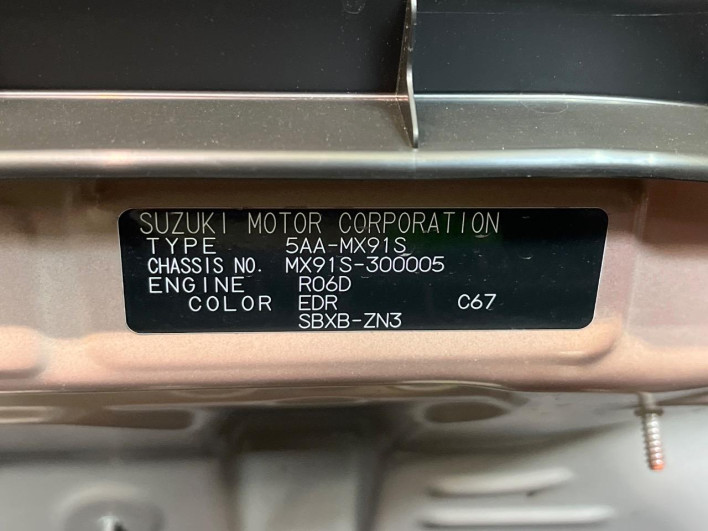 SUZUKI MOTOR CORPORATION
TYPE 5AA-MX91S
CHASSIS NO. MX91S-300005
ENGINE R06D
COLOR EDR C67
SBXB-ZN3